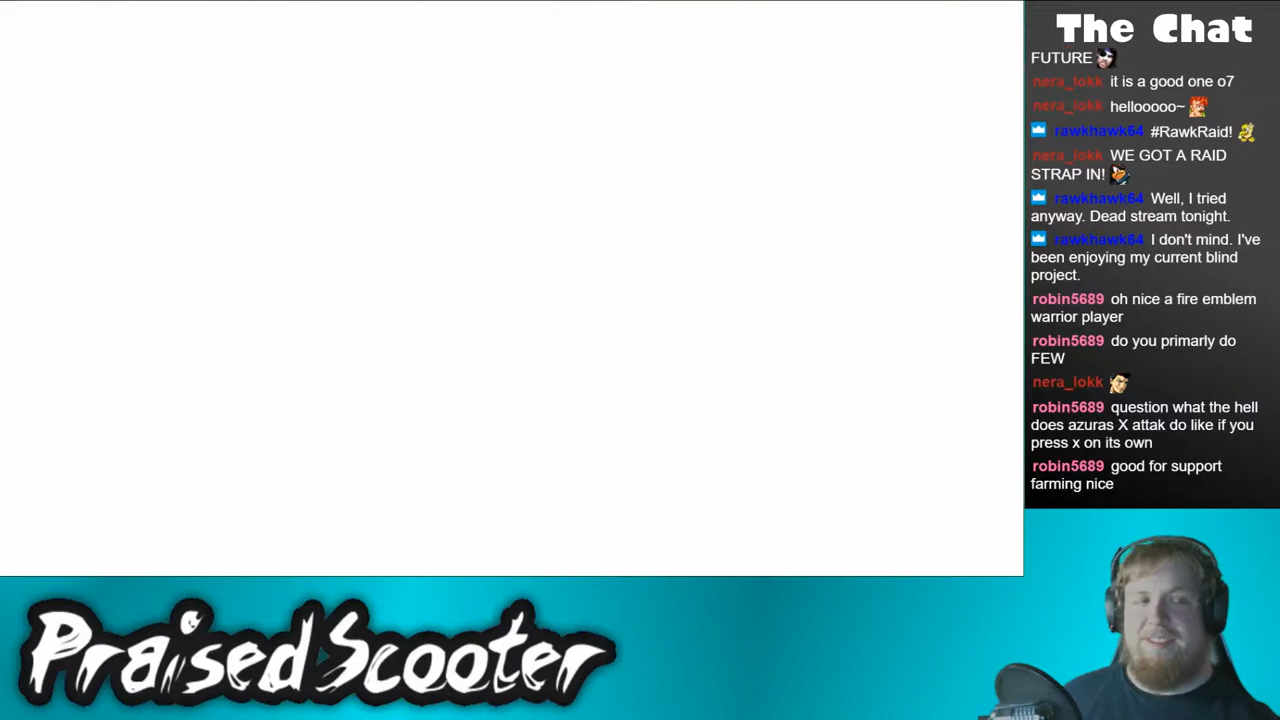 The Chat
FUTURE
nera_lokk it is a good one o7
nera_lokk hellooooo~
rawkhawk64 #RawkRaid!
nera_lokk WE GOT A RAID
STRAP IN!
rawkhawk64 Well, I tried
anyway. Dead stream tonight.
rawkhawk64 I don't mind. I've
been enjoying my current blind
project.
robin5689 oh nice a fire emblem
warrior player
robin5689 do you primarly do
FEW
nera_lokk
robin5689 question what the hell
does azuras X attak do like if you
press x on its own
robin5689 good for support
farming nice
PraisedScooter